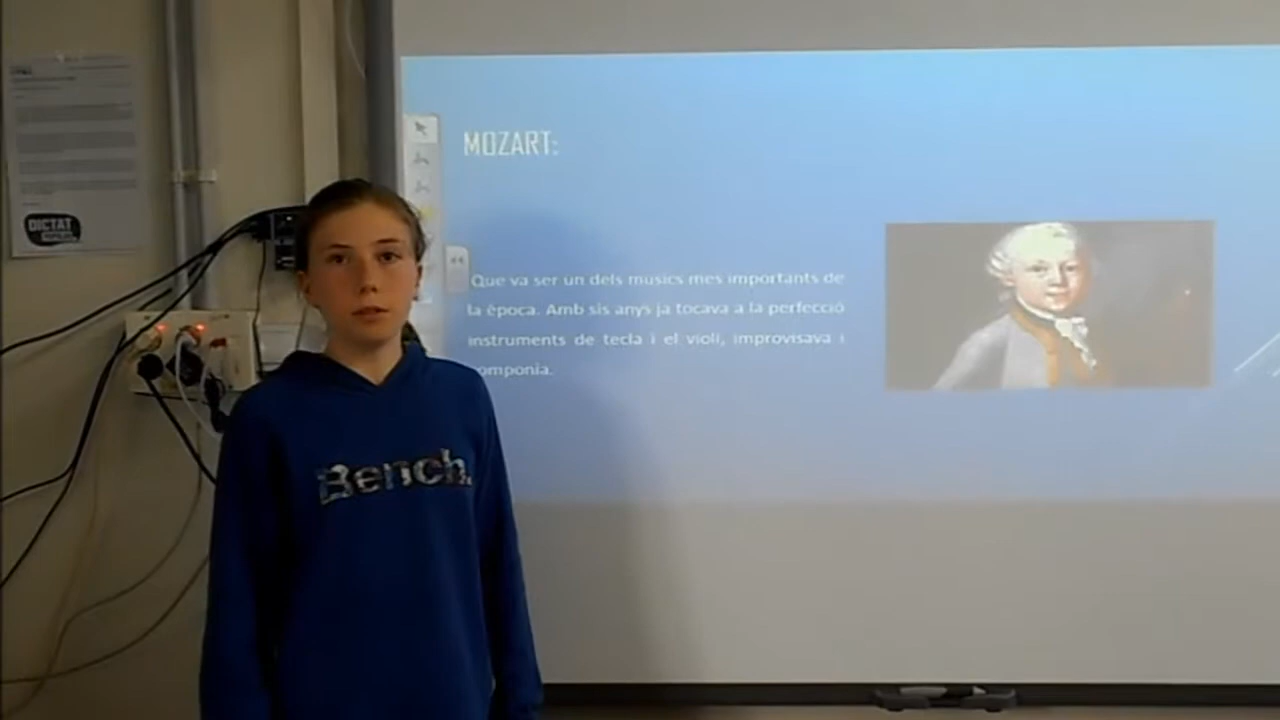 MOZART:
Que va ser un dels musics mes importants de
la època. Amb sis anys ja tocava a la perfecció
instruments de tecla i el violí, improvisava i
omponia.
Bench.
DICTAT